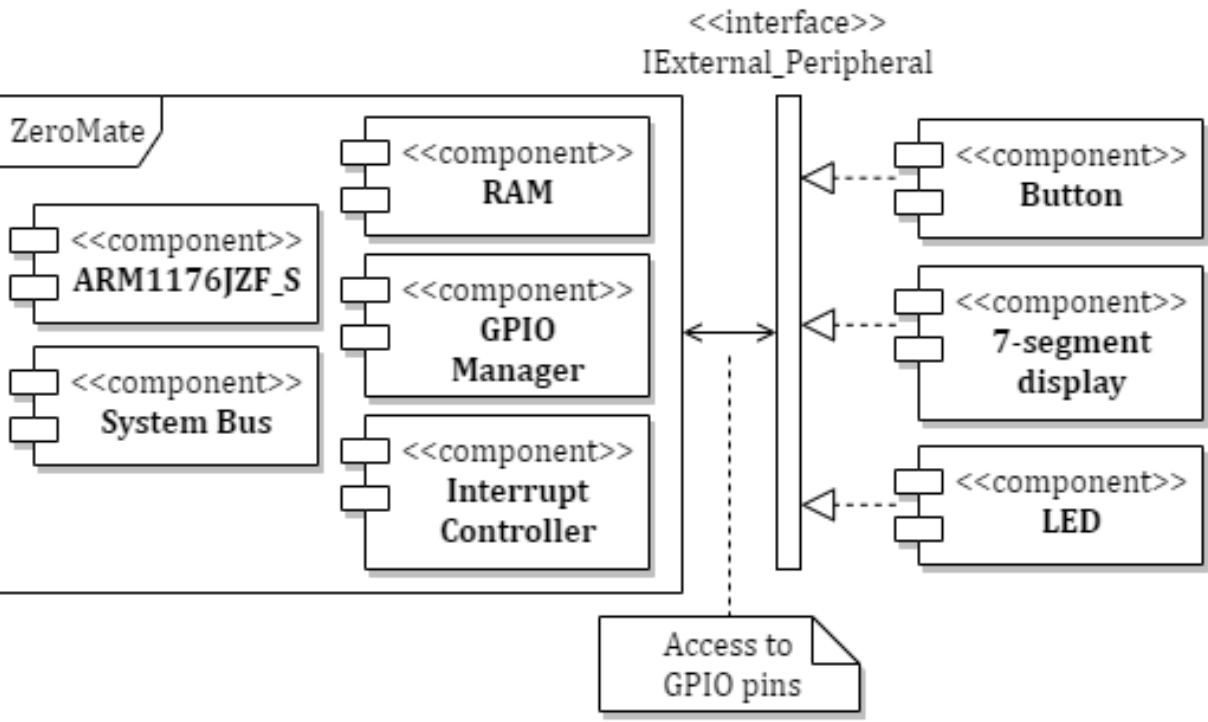 <<interface>>
IExternal_Peripheral
ZeroMate
<<component>>
RAM
<<component>>
ARM1176JZF_S
<<component>>
GPIO
Manager
<<component>>
System Bus
<<component>>
Interrupt
Controller
<<component>>
Button
<<component>>
7-segment
display
<<component>>
LED
Access to
GPIO pins